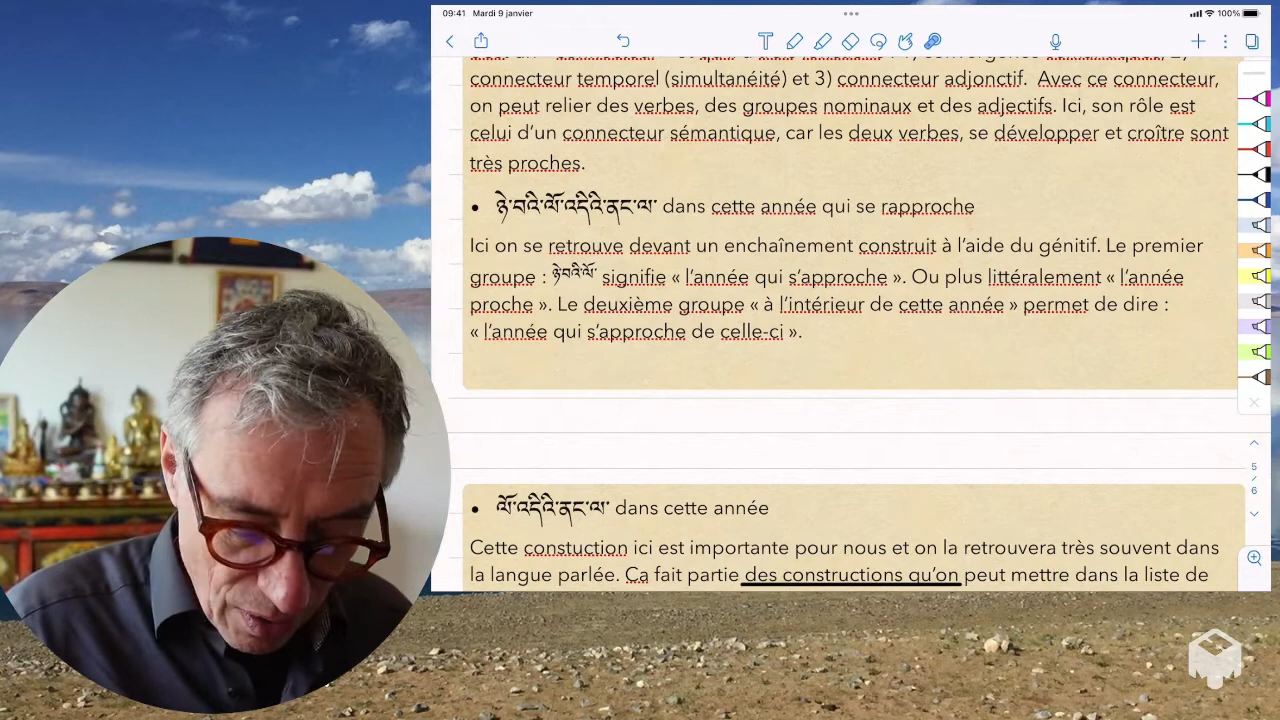 09:41 Mardi 9 janvier
100%
connecteur temporel (simultanéité) et 3) connecteur adjonctif. Avec ce connecteur,
on peut relier des verbes, des groupes nominaux et des adjectifs. Ici, son rôle est
celui d’un connecteur sémantique, car les deux verbes, se développer et croître sont
très proches.
• ཉེ་བའི་ལོ་འདིའི་ནང་ལ་ dans cette année qui se rapproche
Ici on se retrouve devant un enchaînement construit à l’aide du génitif. Le premier
groupe : ཉེ་བའི་ལོ་ signifie « l’année qui s’approche ». Ou plus littéralement « l’année
proche ». Le deuxième groupe « à l’intérieur de cette année » permet de dire :
« l’année qui s’approche de celle-ci ».
5
6
• ལོ་འདིའི་ནང་ལ་ dans cette année
Cette constuction ici est importante pour nous et on la retrouvera très souvent dans
la langue parlée. Ca fait partie des constructions qu’on peut mettre dans la liste de